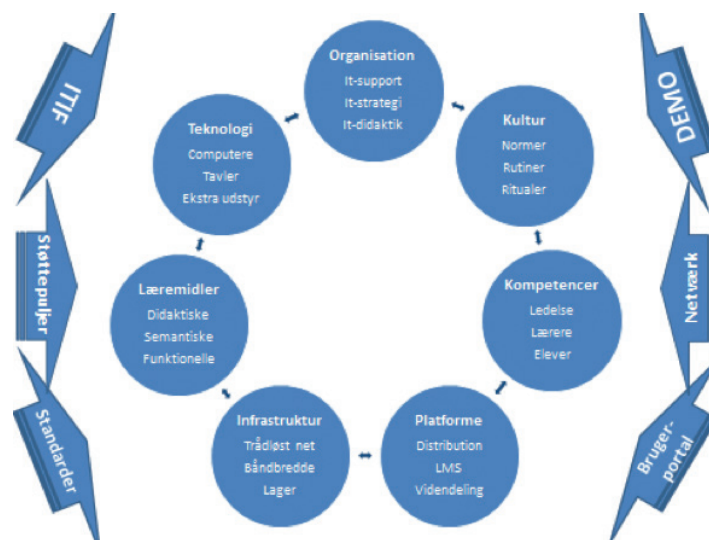 Organisation
It-support
It-strategi
It-didaktik
Kultur
Normer
Rutiner
Ritualer
Kompetencer
Ledelse
Lærere
Elever
Platforme
Distribution
LMS
Videndeling
Infrastruktur
Trådløst net
Båndbredde
Lager
Læremidler
Didaktiske
Semantiske
Funktionelle
Teknologi
Computere
Tavler
Ekstra udstyr
ITIF
Støttepuljer
Standarder
DEMO
Netværk
Bruger-
portal